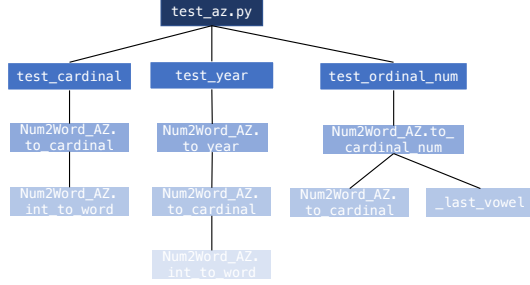 test_az.py
test_cardinal
test_year
test_ordinal_num
Num2Word_AZ.
to_cardinal
Num2Word_AZ.
to_year
Num2Word_AZ.to_
cardinal_num
Num2Word_AZ.
int_to_word
Num2Word_AZ.
to_cardinal
Num2Word_AZ.
to_cardinal
_last_vowel
Num2Word_AZ.
int_to_word